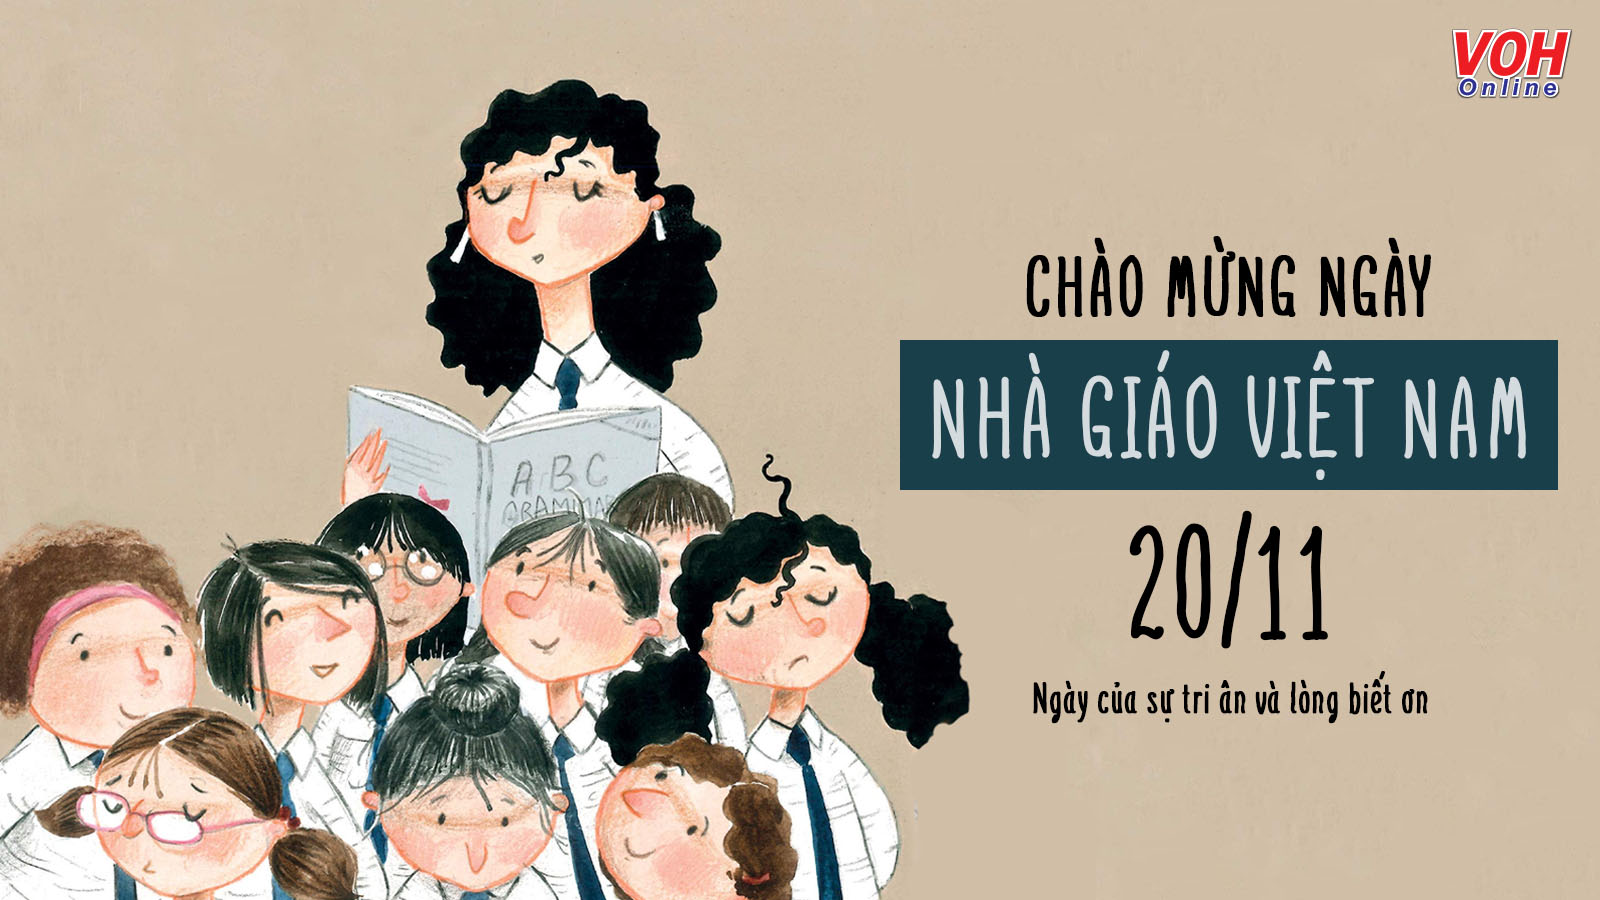 VOH
Online
CHÀO MỪNG NGÀY
NHÀ GIÁO VIỆT NAM
20/11
Ngày của sự tri ân và lòng biết ơn
ABC
GRAMMAR